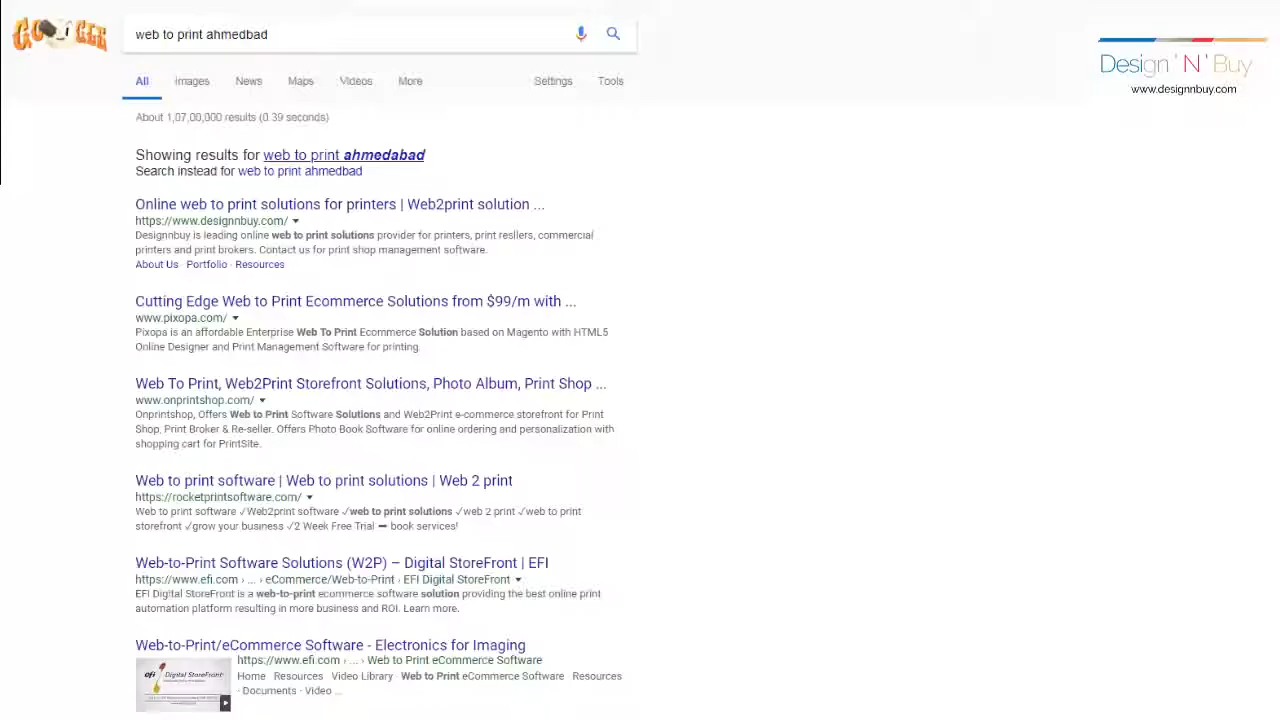 GOOGLE
web to print ahmedbad
All Images News Maps Videos More Settings Tools
Design 'N' Buy
www.designnbuy.com
About 1,07,00,000 results (0.39 seconds)
Showing results for web to print ahmedabad
Search instead for web to print ahmedbad
Online web to print solutions for printers | Web2print solution ...
https://www.designnbuy.com/
Designnbuy is leading online web to print solutions provider for printers, print resllers, commercial
printers and print brokers. Contact us for print shop management software.
About Us · Portfolio · Resources
Cutting Edge Web to Print Ecommerce Solutions from $99/m with ...
www.pixopa.com/
Pixopa is an affordable Enterprise Web To Print Ecommerce Solution based on Magento with HTML5
Online Designer and Print Management Software for printing.
Web To Print, Web2Print Storefront Solutions, Photo Album, Print Shop ...
www.onprintshop.com/
Onprintshop, Offers Web to Print Software Solutions and Web2Print e-commerce storefront for Print
Shop, Print Broker & Re-seller. Offers Photo Book Software for online ordering and personalization with
shopping cart for PrintSite.
Web to print software | Web to print solutions | Web 2 print
https://rocketprintsoftware.com/
Web to print software ✓Web2print software ✓web to print solutions ✓web 2 print ✓web to print
storefront ✓grow your business ✓2 Week Free Trial ➡ book services!
Web-to-Print Software Solutions (W2P) – Digital StoreFront | EFI
https://www.efi.com › ... › eCommerce/Web-to-Print › EFI Digital StoreFront
EFI Digital StoreFront is a web-to-print ecommerce software solution providing the best online print
automation platform resulting in more business and ROI. Learn more.
Web-to-Print/eCommerce Software - Electronics for Imaging
https://www.efi.com › ... › Web to Print eCommerce Software
Home Resources Video Library Web to Print eCommerce Software Resources
· Documents · Video ...
efi Digital StoreFront